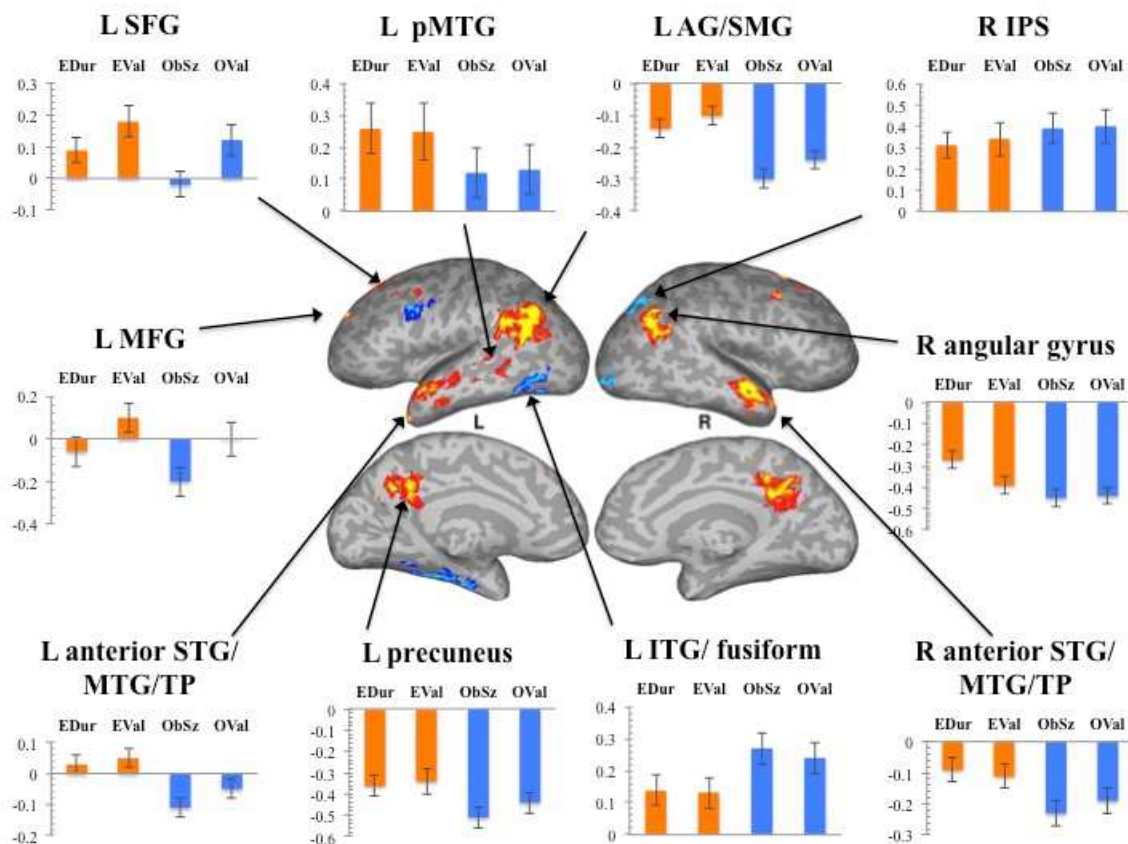 L SFG
EDur EVal ObSz OVal
0.3
0.2
0.1
0
-0.1
L pMTG
EDur EVal ObSz OVal
0.4
0.3
0.2
0.1
0
L AG/SMG
EDur EVal ObSz OVal
0
-0.1
-0.2
-0.3
-0.4
R IPS
EDur EVal ObSz OVal
0.6
0.5
0.4
0.3
0.2
0.1
0
L MFG
EDur EVal ObSz OVal
0.2
0
-0.2
-0.4
L
R
R angular gyrus
EDur EVal ObSz OVal
0
-0.1
-0.2
-0.3
-0.4
-0.5
-0.6
L anterior STG/
MTG/TP
EDur EVal ObSz OVal
0.1
0
-0.1
-0.2
L precuneus
EDur EVal ObSz OVal
0
-0.1
-0.2
-0.3
-0.4
-0.5
-0.6
L ITG/ fusiform
EDur EVal ObSz OVal
0.4
0.3
0.2
0.1
0
R anterior STG/
MTG/TP
EDur EVal ObSz OVal
0
-0.1
-0.2
-0.3